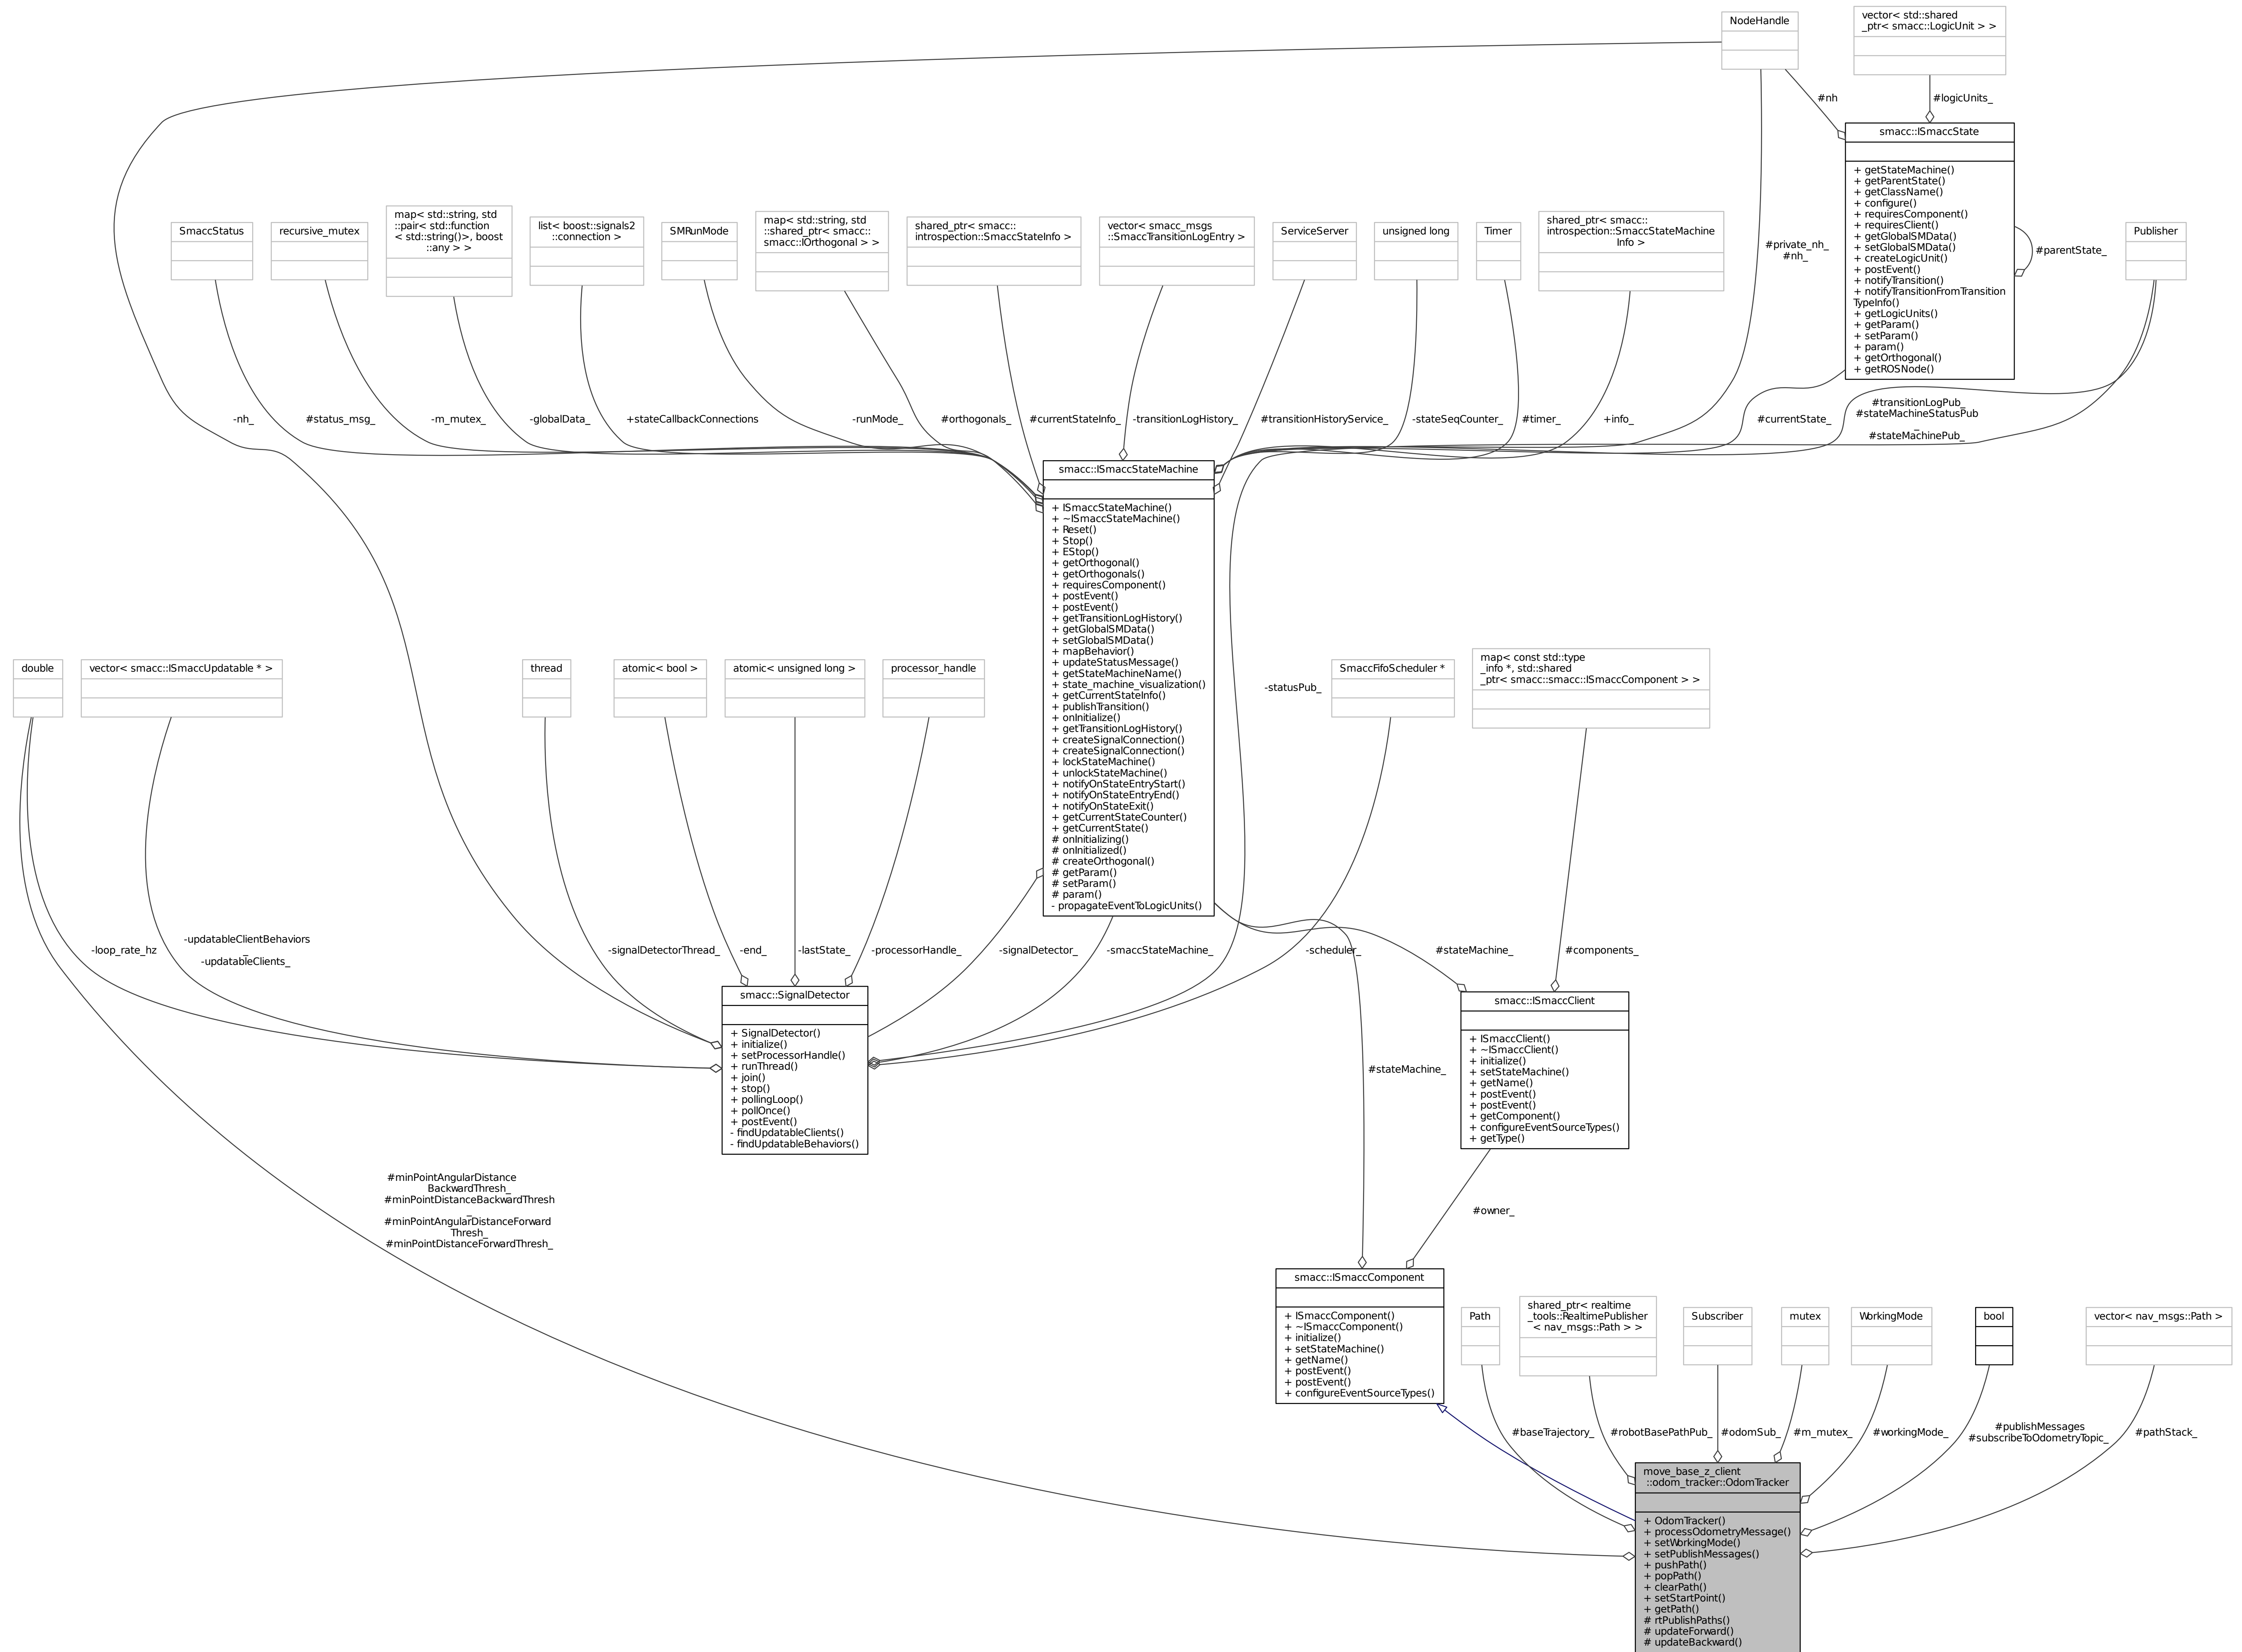 NodeHandle
vector< std::shared
_ptr< smacc::LogicUnit > >
#nh
#logicUnits_
smacc::ISmaccState
+ getStateMachine()
+ getParentState()
+ getClassName()
+ configure()
+ requiresComponent()
+ requiresClient()
+ getGlobalSMData()
+ setGlobalSMData()
+ createLogicUnit()
+ postEvent()
+ notifyTransition()
+ notifyTransitionFromTransition
TypeInfo()
+ getLogicUnits()
+ getParam()
+ setParam()
+ param()
+ getOrthogonal()
+ getROSNode()
#parentState_
Publisher
SmaccStatus
recursive_mutex
map< std::string, std
::pair< std::function
< std::string()>, boost
::any > >
list< boost::signals2
::connection >
SMRunMode
map< std::string, std
::shared_ptr< smacc::
smacc::IOrthogonal > >
shared_ptr< smacc::
introspection::SmaccStateInfo >
vector< smacc_msgs
::SmaccTransitionLogEntry >
ServiceServer
unsigned long
Timer
shared_ptr< smacc::
introspection::SmaccStateMachine
Info >
#private_nh_
#nh_
-nh_
#status_msg_
-m_mutex_
-globalData_
+stateCallbackConnections
-runMode_
#orthogonals_
#currentStateInfo_
-transitionLogHistory_
#transitionHistoryService_
-stateSeqCounter_
#timer_
+info_
#currentState_
#transitionLogPub_
#stateMachineStatusPub
_
#stateMachinePub_
smacc::ISmaccStateMachine
+ ISmaccStateMachine()
+ ~ISmaccStateMachine()
+ Reset()
+ Stop()
+ EStop()
+ getOrthogonal()
+ getOrthogonals()
+ requiresComponent()
+ postEvent()
+ postEvent()
+ getTransitionLogHistory()
+ getGlobalSMData()
+ setGlobalSMData()
+ mapBehavior()
+ updateStatusMessage()
+ getStateMachineName()
+ state_machine_visualization()
+ getCurrentStateInfo()
+ publishTransition()
+ onInitialize()
+ getTransitionLogHistory()
+ createSignalConnection()
+ createSignalConnection()
+ lockStateMachine()
+ unlockStateMachine()
+ notifyOnStateEntryStart()
+ notifyOnStateEntryEnd()
+ notifyOnStateExit()
+ getCurrentStateCounter()
+ getCurrentState()
# onInitializing()
# onInitialized()
# createOrthogonal()
# getParam()
# setParam()
# param()
- propagateEventToLogicUnits()
double
vector< smacc::ISmaccUpdatable * >
thread
atomic< bool >
atomic< unsigned long >
processor_handle
-statusPub_
SmaccFifoScheduler *
map< const std::type
_info *, std::shared
_ptr< smacc::smacc::ISmaccComponent > >
-loop_rate_hz
-updatableClientBehaviors
_
-updatableClients_
-signalDetectorThread_
-end_
-lastState_
-processorHandle_
-signalDetector_
-smaccStateMachine_
-scheduler_
#stateMachine_
#components_
smacc::SignalDetector
+ SignalDetector()
+ initialize()
+ setProcessorHandle()
+ runThread()
+ join()
+ stop()
+ pollingLoop()
+ pollOnce()
+ postEvent()
- findUpdatableClients()
- findUpdatableBehaviors()
smacc::ISmaccClient
+ ISmaccClient()
+ ~ISmaccClient()
+ initialize()
+ setStateMachine()
+ getName()
+ postEvent()
+ postEvent()
+ getComponent()
+ configureEventSourceTypes()
+ getType()
#stateMachine_
#minPointAngularDistance
BackwardThresh_
#minPointDistanceBackwardThresh
_
#minPointAngularDistanceForward
Thresh_
#minPointDistanceForwardThresh_
#owner_
smacc::ISmaccComponent
+ ISmaccComponent()
+ ~ISmaccComponent()
+ initialize()
+ setStateMachine()
+ getName()
+ postEvent()
+ postEvent()
+ configureEventSourceTypes()
Path
shared_ptr< realtime
_tools::RealtimePublisher
< nav_msgs::Path > >
Subscriber
mutex
WorkingMode
bool
vector< nav_msgs::Path >
#baseTrajectory_
#robotBasePathPub_
#odomSub_
#m_mutex_
#workingMode_
#publishMessages
#subscribeToOdometryTopic_
#pathStack_
move_base_z_client
::odom_tracker::OdomTracker
+ OdomTracker()
+ processOdometryMessage()
+ setWorkingMode()
+ setPublishMessages()
+ pushPath()
+ popPath()
+ clearPath()
+ setStartPoint()
+ getPath()
# rtPublishPaths()
# updateForward()
# updateBackward()